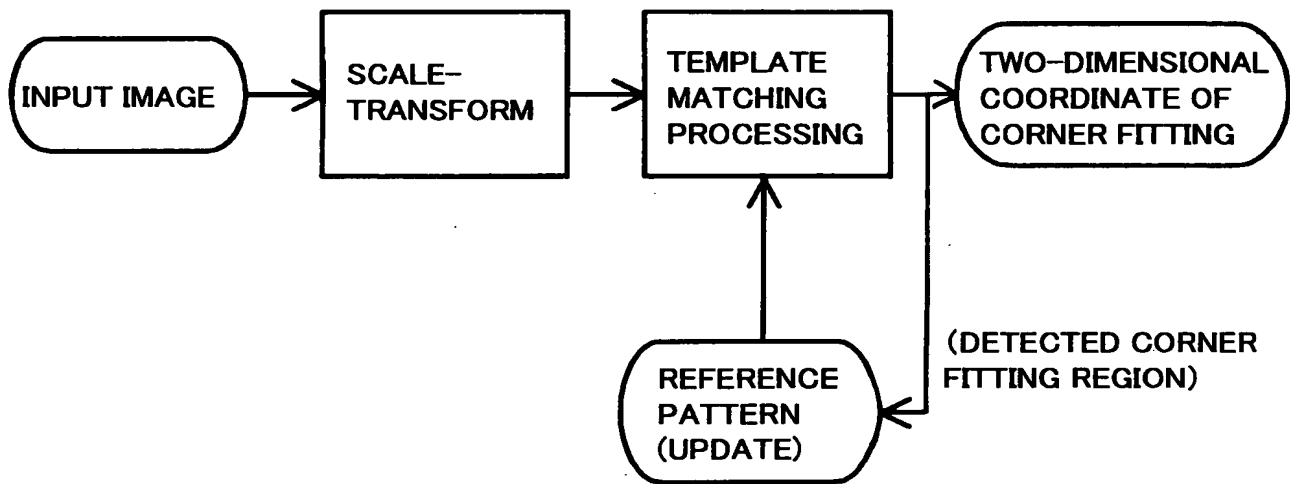 INPUT IMAGE
SCALE-
TRANSFORM
TEMPLATE
MATCHING
PROCESSING
TWO-DIMENSIONAL
COORDINATE OF
CORNER FITTING
(DETECTED CORNER
FITTING REGION)
REFERENCE
PATTERN
(UPDATE)